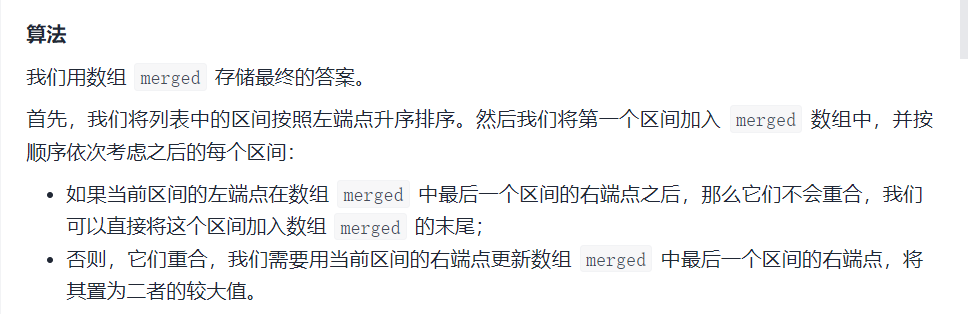 算法
我们用数组 merged 存储最终的答案。
首先，我们将列表中的区间按照左端点升序排序。然后我们将第一个区间加入 merged 数组中，并按
顺序依次考虑之后的每个区间：
• 如果当前区间的左端点在数组 merged 中最后一个区间的右端点之后，那么它们不会重合，我们
可以直接将这个区间加入数组 merged 的末尾；
• 否则，它们重合，我们需要用当前区间的右端点更新数组 merged 中最后一个区间的右端点，将
其置为二者的较大值。